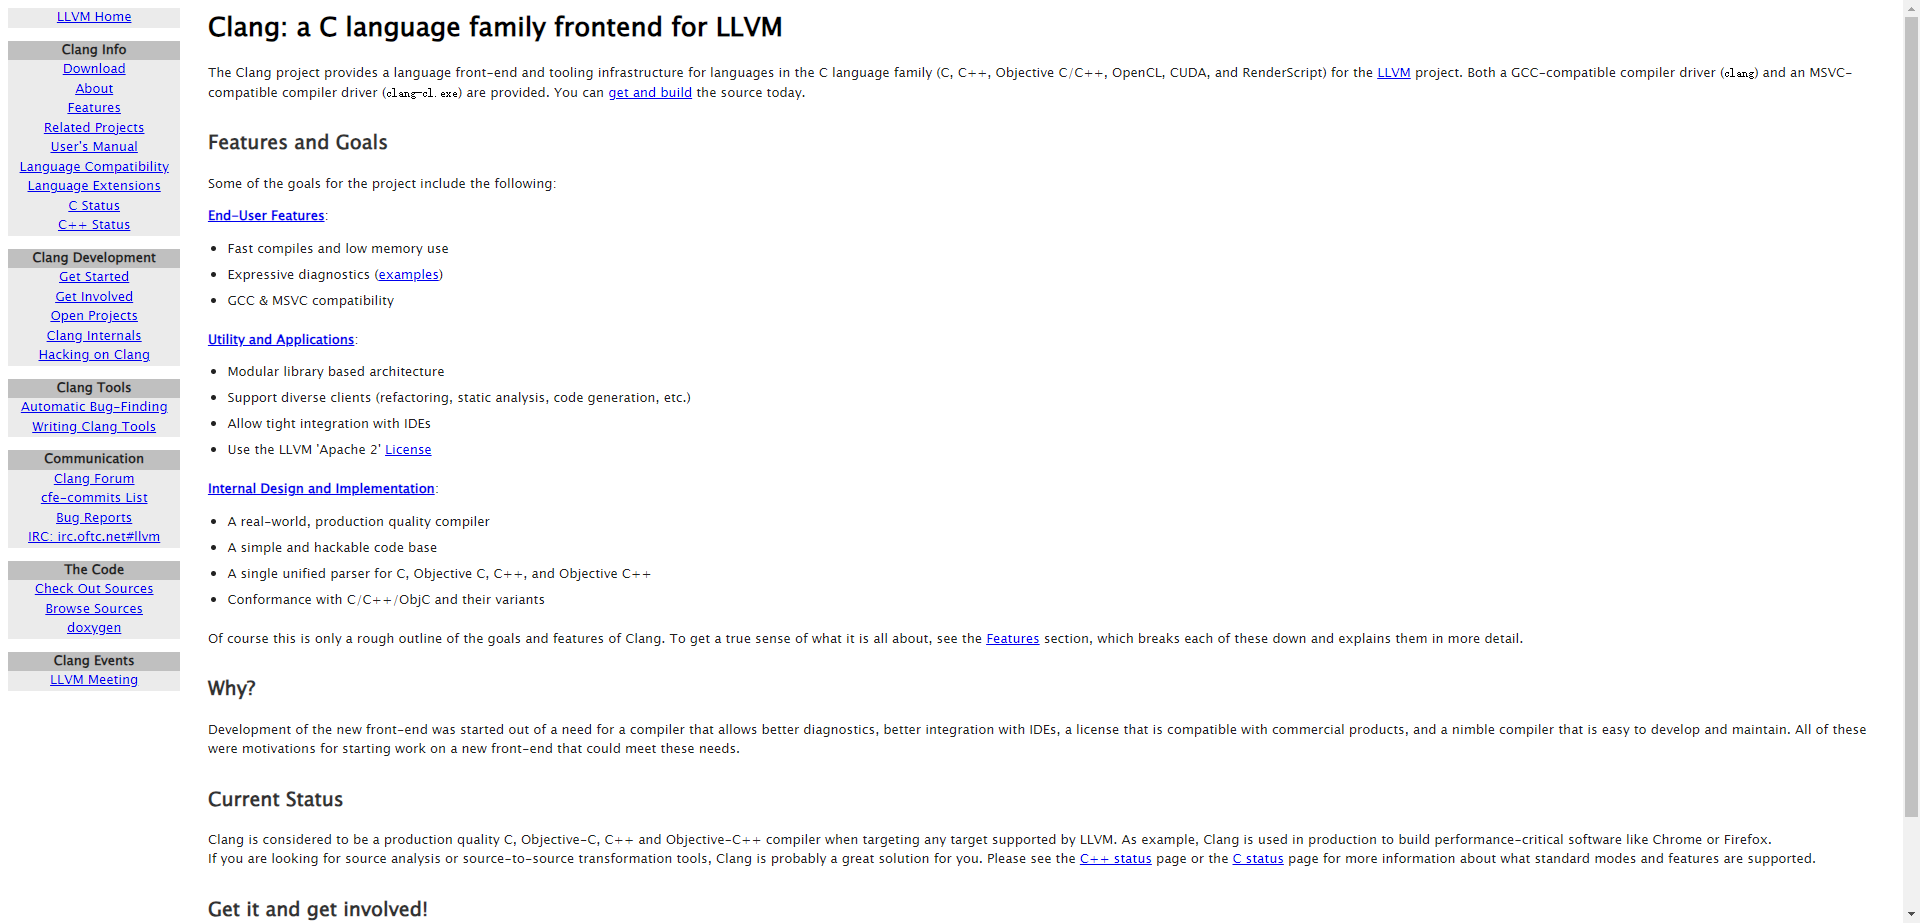 LLVM Home
Clang Info
Download
About
Features
Related Projects
User's Manual
Language Compatibility
Language Extensions
C Status
C++ Status
Clang Development
Get Started
Get Involved
Open Projects
Clang Internals
Hacking on Clang
Clang Tools
Automatic Bug-Finding
Writing Clang Tools
Communication
Clang Forum
cfe-commits List
Bug Reports
IRC: irc.oftc.net#llvm
The Code
Check Out Sources
Browse Sources
doxygen
Clang Events
LLVM Meeting
Clang: a C language family frontend for LLVM
The Clang project provides a language front-end and tooling infrastructure for languages in the C language family (C, C++, Objective C/C++, OpenCL, CUDA, and RenderScript) for the LLVM project. Both a GCC-compatible compiler driver (clang) and an MSVC-
compatible compiler driver (clang-cl.exe) are provided. You can get and build the source today.
Features and Goals
Some of the goals for the project include the following:
End-User Features:
• Fast compiles and low memory use
• Expressive diagnostics (examples)
• GCC & MSVC compatibility
Utility and Applications:
• Modular library based architecture
• Support diverse clients (refactoring, static analysis, code generation, etc.)
• Allow tight integration with IDEs
• Use the LLVM 'Apache 2' License
Internal Design and Implementation:
• A real-world, production quality compiler
• A simple and hackable code base
• A single unified parser for C, Objective C, C++, and Objective C++
• Conformance with C/C++/ObjC and their variants
Of course this is only a rough outline of the goals and features of Clang. To get a true sense of what it is all about, see the Features section, which breaks each of these down and explains them in more detail.
Why?
Development of the new front-end was started out of a need for a compiler that allows better diagnostics, better integration with IDEs, a license that is compatible with commercial products, and a nimble compiler that is easy to develop and maintain. All of these
were motivations for starting work on a new front-end that could meet these needs.
Current Status
Clang is considered to be a production quality C, Objective-C, C++ and Objective-C++ compiler when targeting any target supported by LLVM. As example, Clang is used in production to build performance-critical software like Chrome or Firefox.
If you are looking for source analysis or source-to-source transformation tools, Clang is probably a great solution for you. Please see the C++ status page or the C status page for more information about what standard modes and features are supported.
Get it and get involved!